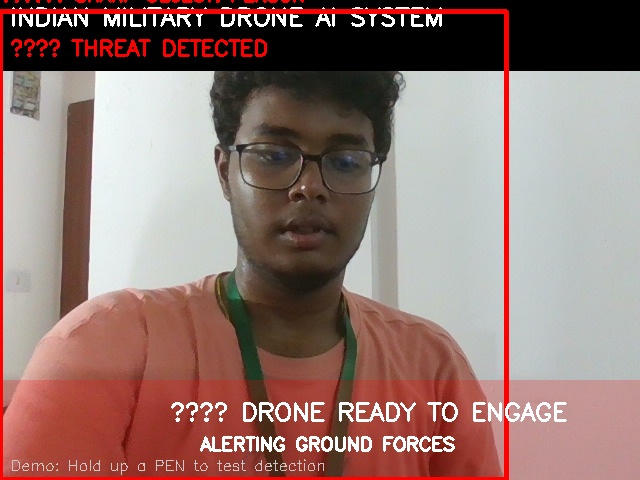 INDIAN MILITARY DRONE AI SYSTEM
???? THREAT DETECTED
???? DRONE READY TO ENGAGE
ALERTING GROUND FORCES
Demo: Hold up a PEN to test detection